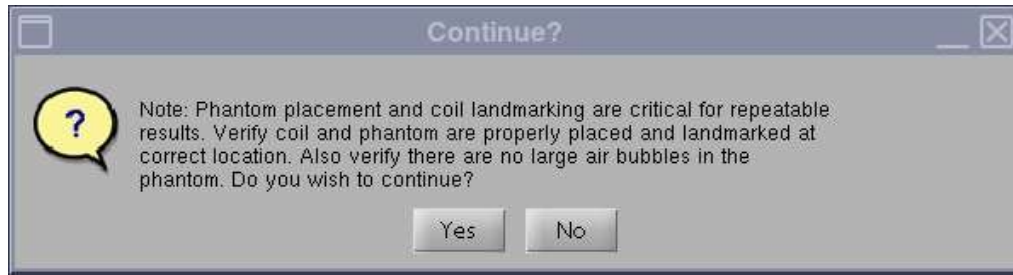 Continue?
?
Note: Phantom placement and coil landmarking are critical for repeatable
results. Verify coil and phantom are properly placed and landmarked at
correct location. Also verify there are no large air bubbles in the
phantom. Do you wish to continue?
Yes No